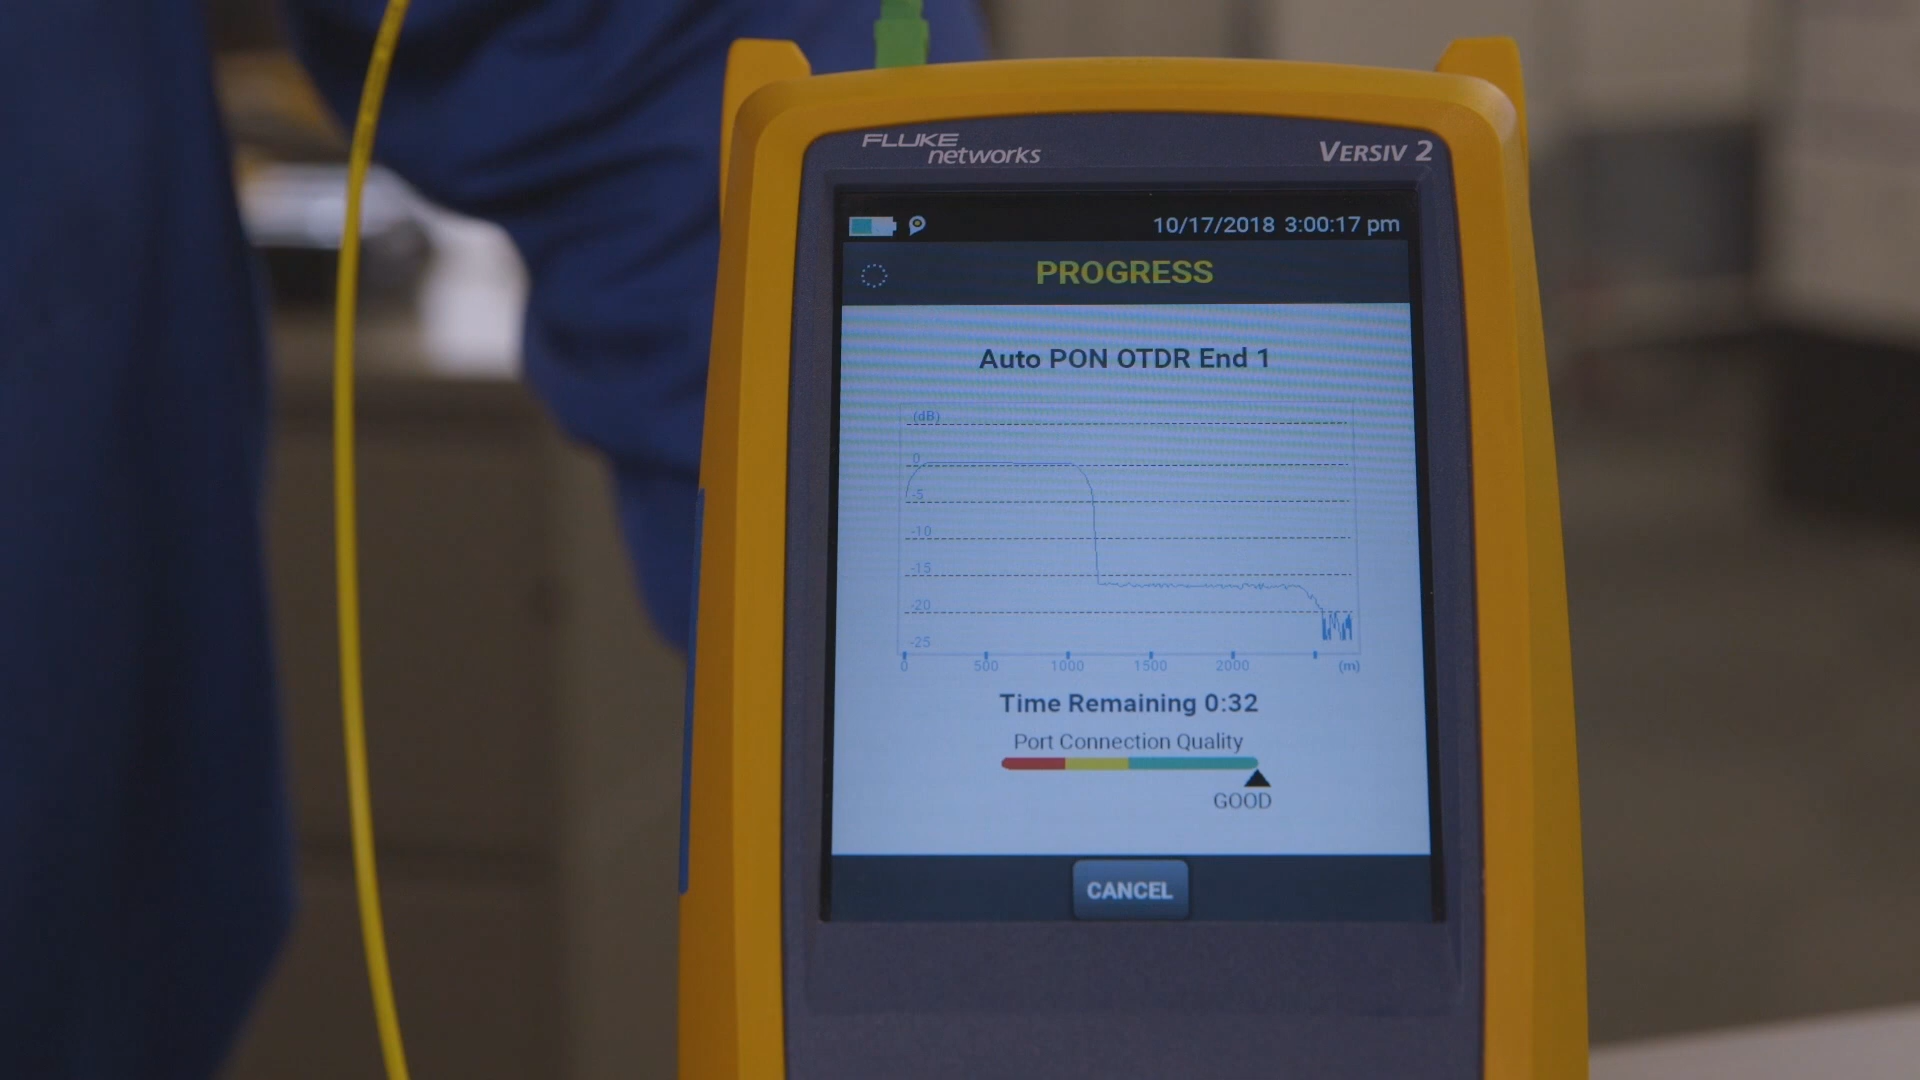 FLUKE
networks
VERSIV 2
10/17/2018 3:00:17 pm
PROGRESS
Auto PON OTDR End 1
(dB)
0
-5
-10
-15
-20
-25
0 500 1000 1500 2000 (m)
Time Remaining 0:32
Port Connection Quality
GOOD
CANCEL